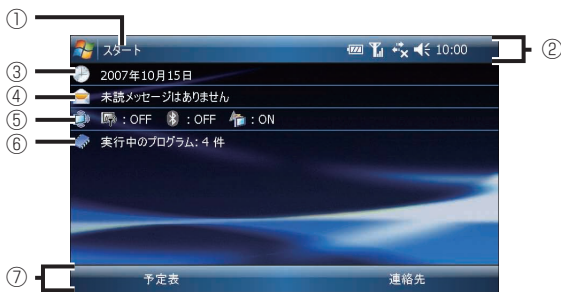 ①
②
スタート 10:00
③ 2007年10月15日
④ 未読メッセージはありません
⑤ : OFF : OFF : ON
⑥ 実行中のプログラム: 4 件
⑦ 予定表 連絡先